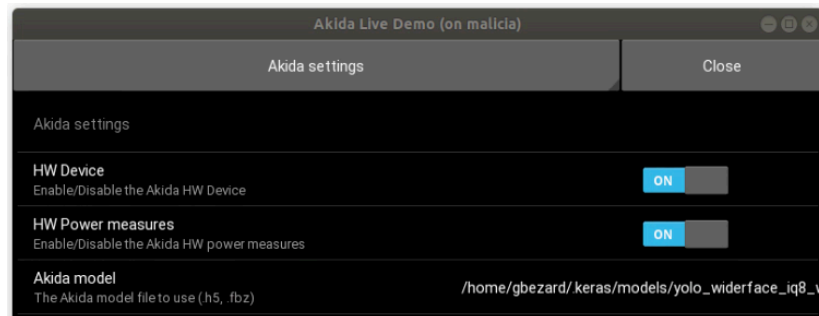 Akida Live Demo (on malicia)
Akida settings
Close
Akida settings
HW Device
ON
Enable/Disable the Akida HW Device
HW Power measures
ON
Enable/Disable the Akida HW power measures
Akida model
/home/gbezard/.keras/models/yolo_widerface_iq8_
The Akida model file to use (.h5, .fbz)